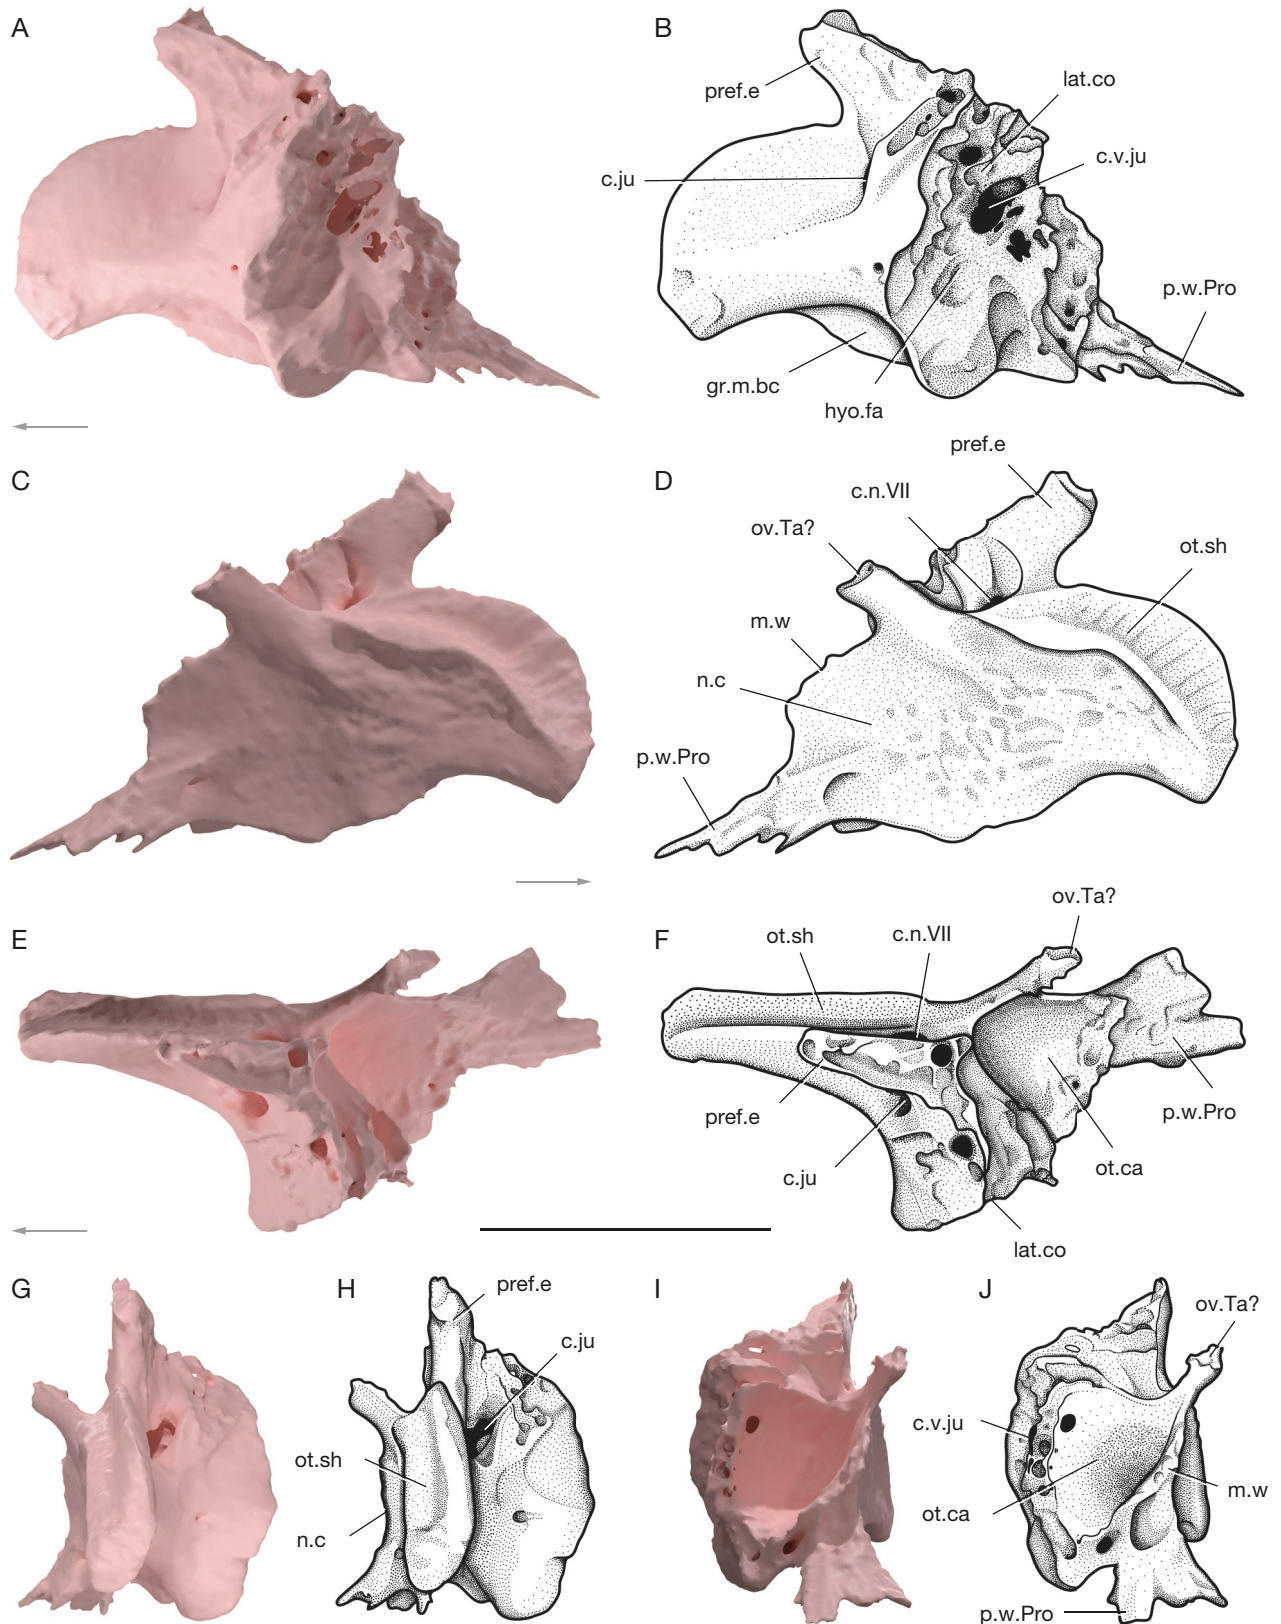 A
B
pref.e
lat.co
c.v.ju
c.ju
p.w.Pro
gr.m.bc
hyo.fa
C
D
pref.e
c.n.VII
ov.Ta?
ot.sh
m.w
n.c
p.w.Pro
E
F
ov.Ta?
ot.sh
c.n.VII
pref.e
p.w.Pro
ot.ca
c.ju
lat.co
G
H
pref.e
c.ju
ot.sh
n.c
I
J
ov.Ta?
c.v.ju
m.w
ot.ca
p.w.Pro